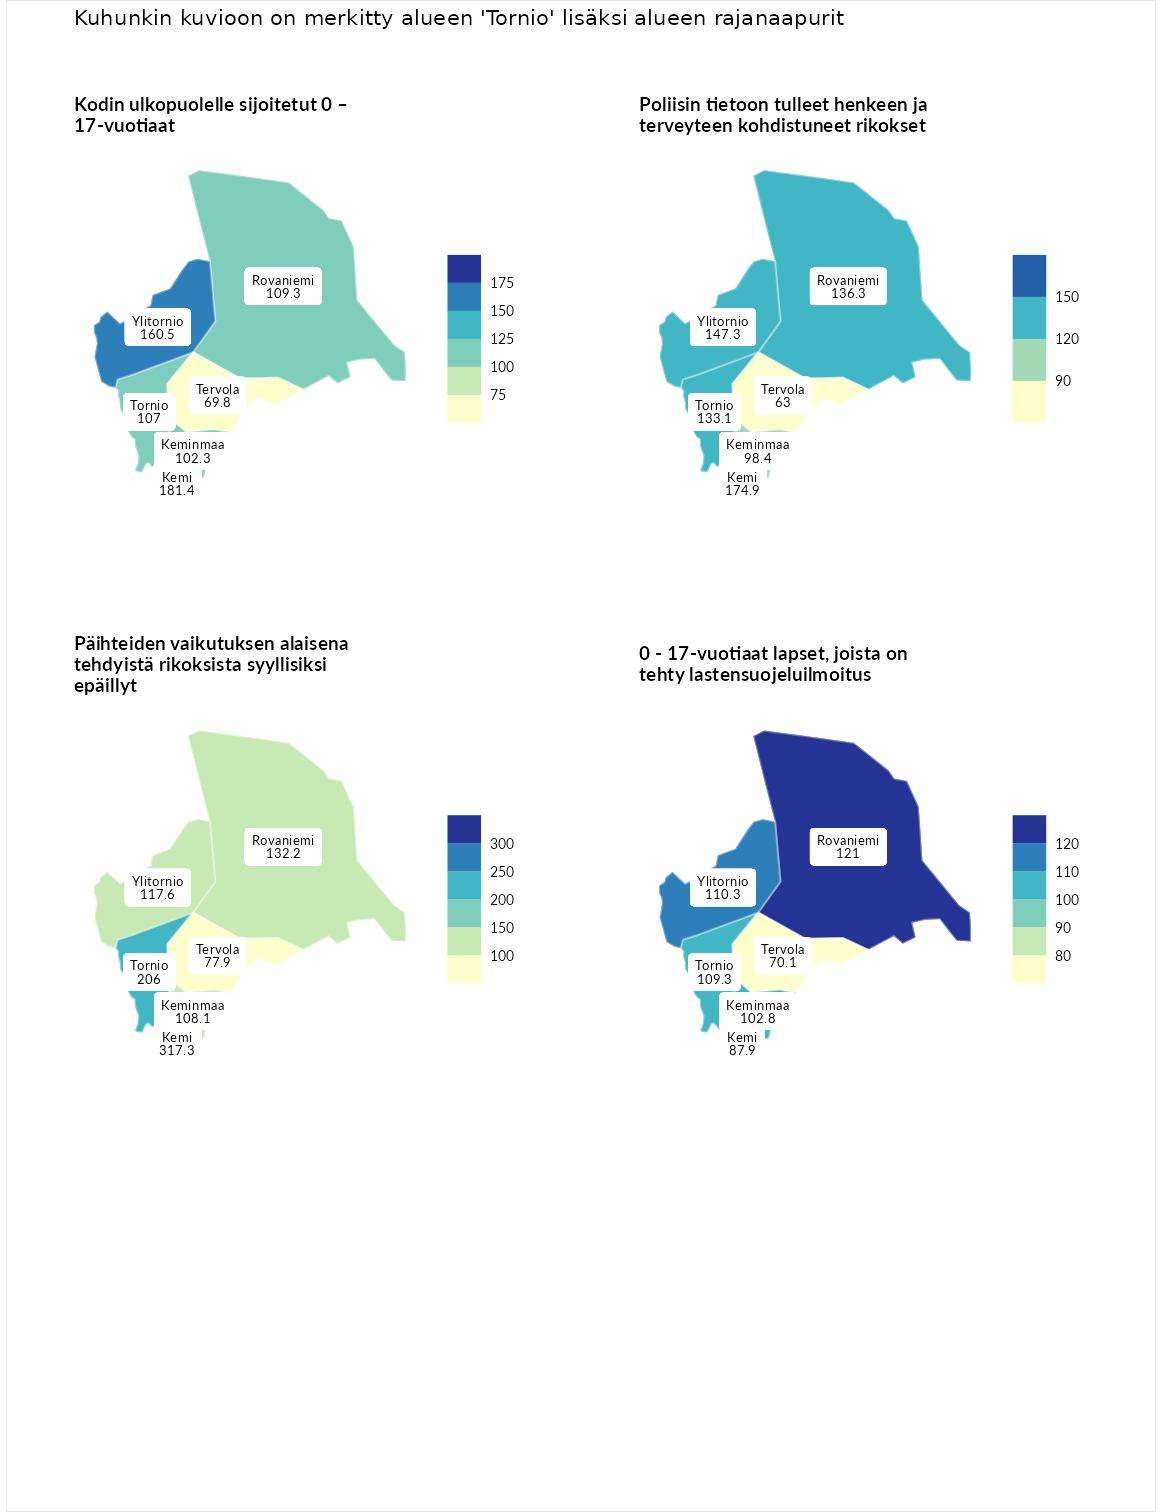 Kuhunkin kuvioon on merkitty alueen 'Tornio' lisäksi alueen rajanaapurit
Kodin ulkopuolelle sijoitetut 0 –
17-vuotiaat
Rovaniemi
109.3
Ylitornio
160.5
Tervola
69.8
Tornio
107
Keminmaa
102.3
Kemi
181.4
175
150
125
100
75
Poliisin tietoon tulleet henkeen ja
terveyteen kohdistuneet rikokset
Rovaniemi
136.3
Ylitornio
147.3
Tervola
63
Tornio
133.1
Keminmaa
98.4
Kemi
174.9
150
120
90
Päihteiden vaikutuksen alaisena
tehdyistä rikoksista syyllisiksi
epäillyt
Rovaniemi
132.2
Ylitornio
117.6
Tervola
77.9
Tornio
206
Keminmaa
108.1
Kemi
317.3
300
250
200
150
100
0 - 17-vuotiaat lapset, joista on
tehty lastensuojeluilmoitus
Rovaniemi
121
Ylitornio
110.3
Tervola
70.1
Tornio
109.3
Keminmaa
102.8
Kemi
87.9
120
110
100
90
80